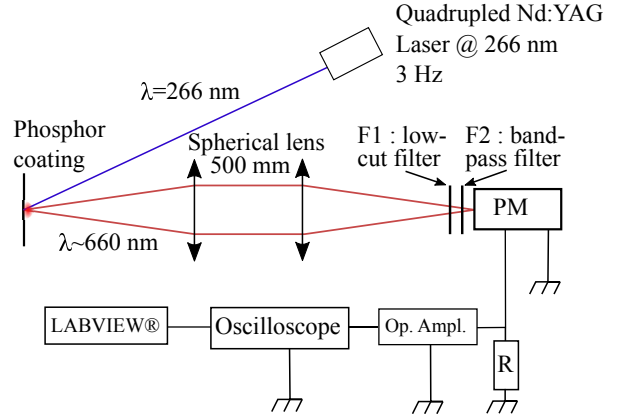 Quadrupled Nd:YAG
Laser @ 266 nm
3 Hz
λ=266 nm
Phosphor
coating
Spherical lens
500 mm
F1 : low-
cut filter
F2 : band-
pass filter
PM
λ~660 nm
LABVIEW®
Oscilloscope
Op. Ampl.
R